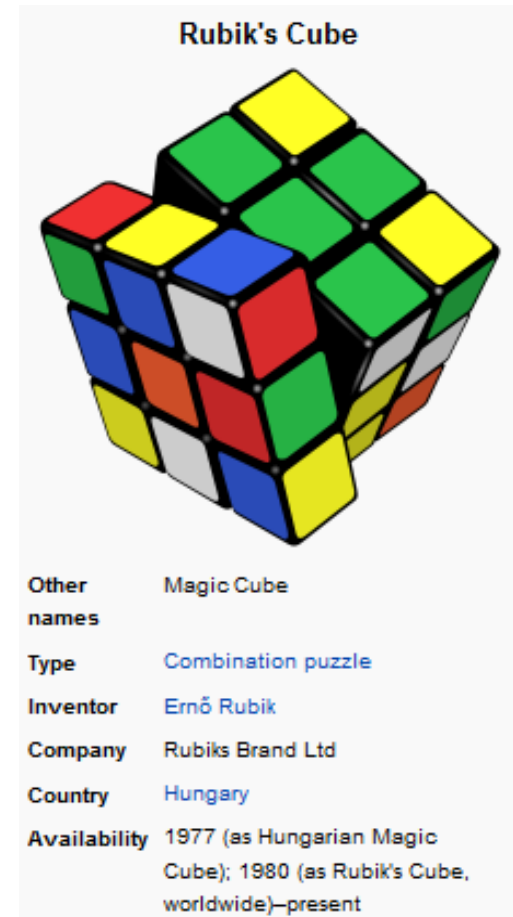 Rubik's Cube
Other names Magic Cube
Type Combination puzzle
Inventor Ernő Rubik
Company Rubiks Brand Ltd
Country Hungary
Availability 1977 (as Hungarian Magic
Cube); 1980 (as Rubik's Cube,
worldwide)–present